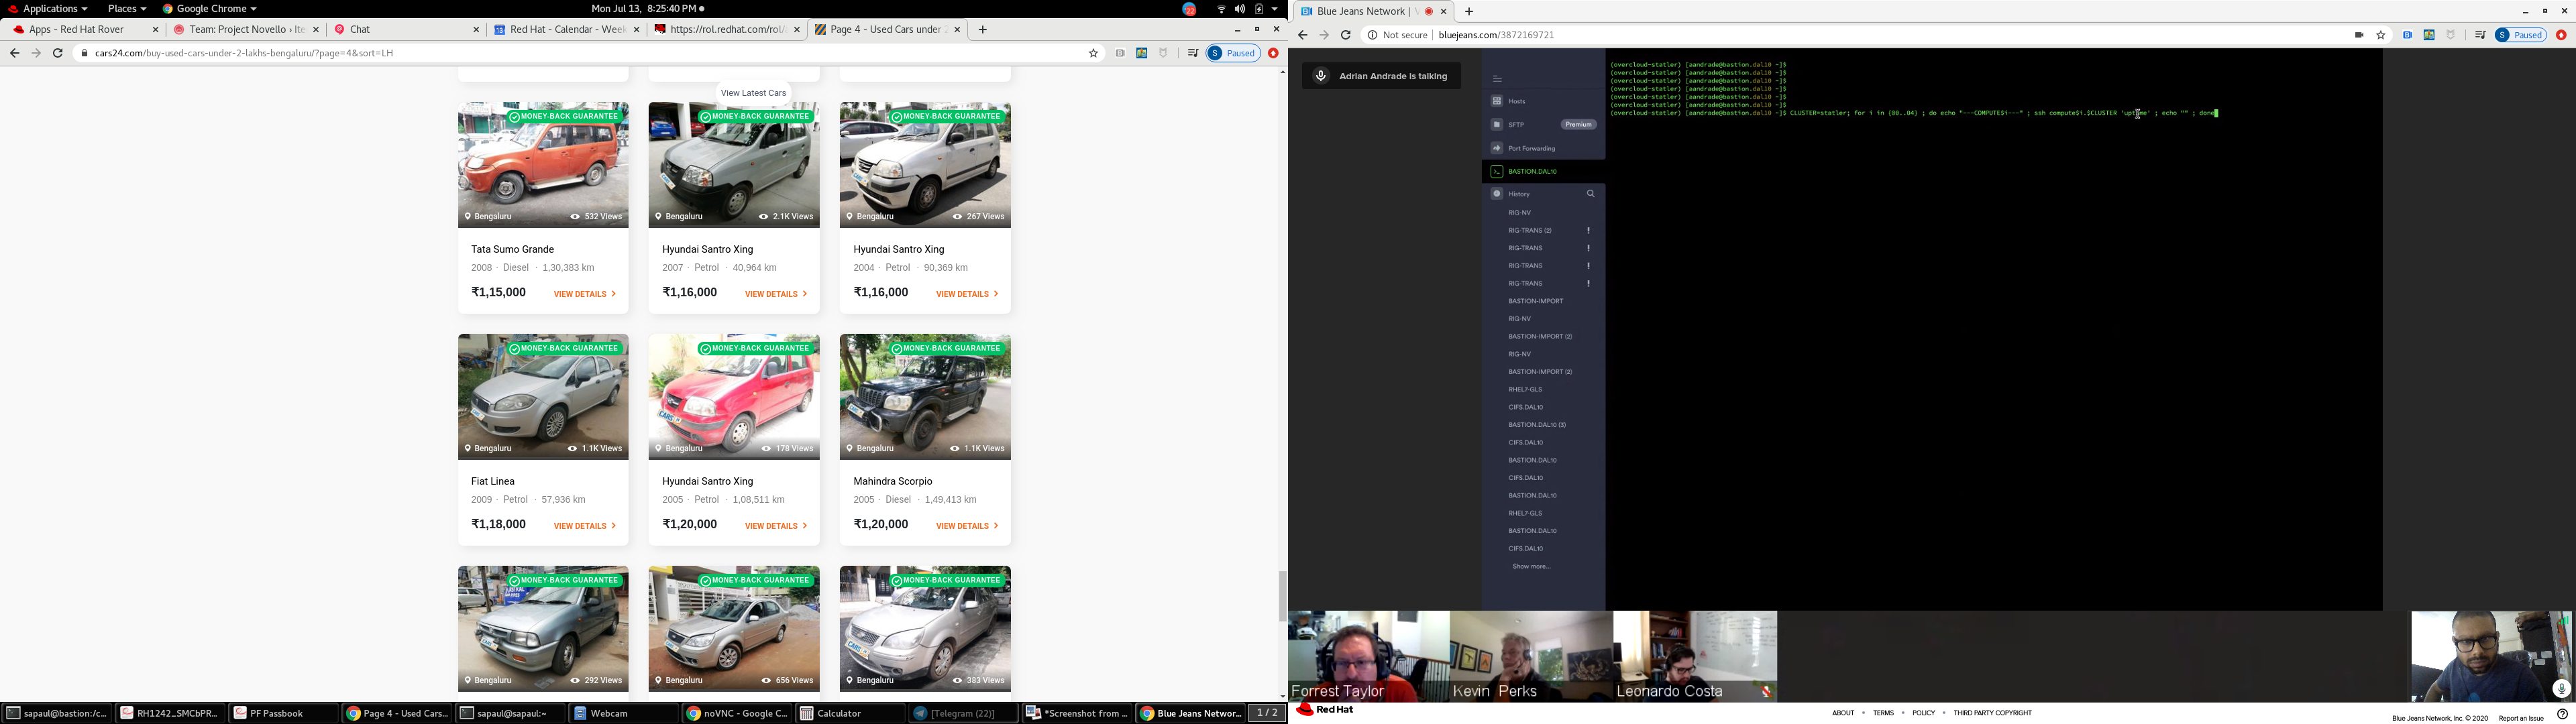 Applications
Places
Google Chrome
Mon Jul 13, 8:25:40 PM
Apps - Red Hat Rover
Team: Project Novello › Ite
Chat
Red Hat - Calendar - Week
https://rol.redhat.com/rol/
Page 4 - Used Cars under 2
cars24.com/buy-used-cars-under-2-lakhs-bengaluru/?page=4&sort=LH
S Paused
View Latest Cars
MONEY-BACK GUARANTEE
MONEY-BACK GUARANTEE
MONEY-BACK GUARANTEE
Bengaluru 532 Views
Bengaluru 2.1K Views
Bengaluru 267 Views
Tata Sumo Grande
2008 · Diesel · 1,30,383 km
₹1,15,000 VIEW DETAILS
Hyundai Santro Xing
2007 · Petrol · 40,964 km
₹1,16,000 VIEW DETAILS
Hyundai Santro Xing
2004 · Petrol · 90,369 km
₹1,16,000 VIEW DETAILS
MONEY-BACK GUARANTEE
MONEY-BACK GUARANTEE
MONEY-BACK GUARANTEE
Bengaluru 1.1K Views
Bengaluru 178 Views
Bengaluru 1.1K Views
Fiat Linea
2009 · Petrol · 57,936 km
₹1,18,000 VIEW DETAILS
Hyundai Santro Xing
2005 · Petrol · 1,08,511 km
₹1,20,000 VIEW DETAILS
Mahindra Scorpio
2005 · Diesel · 1,49,413 km
₹1,20,000 VIEW DETAILS
MONEY-BACK GUARANTEE
MONEY-BACK GUARANTEE
MONEY-BACK GUARANTEE
Bengaluru 292 Views
Bengaluru 656 Views
Bengaluru 383 Views
sapaul@bastion:/c...
RH1242_SMCbPR...
PF Passbook
Page 4 - Used Cars...
sapaul@sapaul:~
Webcam
noVNC - Google C...
Calculator
[Telegram (22)]
*Screenshot from ...
Blue Jeans Networ...
1 / 2
Blue Jeans Network |
Not secure | bluejeans.com/3872169721
S Paused
Adrian Andrade is talking
Hosts
SFTP Premium
Port Forwarding
BASTION.DAL10
History
RIG-NV
RIG-TRANS (2) !
RIG-TRANS
RIG-TRANS !
RIG-TRANS !
BASTION-IMPORT
RIG-NV
BASTION-IMPORT (2)
RIG-NV
BASTION-IMPORT (2)
RHEL7-GLS
CIFS.DAL10
BASTION.DAL10 (3)
CIFS.DAL10
BASTION.DAL10
CIFS.DAL10
BASTION.DAL10
RHEL7-GLS
BASTION.DAL10
CIFS.DAL10
Show more...
(overcloud-statler) [aandrade@bastion.dal10 ~]$
(overcloud-statler) [aandrade@bastion.dal10 ~]$
(overcloud-statler) [aandrade@bastion.dal10 ~]$
(overcloud-statler) [aandrade@bastion.dal10 ~]$
(overcloud-statler) [aandrade@bastion.dal10 ~]$
(overcloud-statler) [aandrade@bastion.dal10 ~]$
(overcloud-statler) [aandrade@bastion.dal10 ~]$ CLUSTER=statler; for i in {00..04} ; do echo "---COMPUTE$i---" ; ssh compute$i.$CLUSTER 'uptime' ; echo "" ; done
Forrest Taylor
Kevin Perks
Leonardo Costa
Red Hat
ABOUT • TERMS • POLICY • THIRD PARTY COPYRIGHT
Blue Jeans Network, Inc. © 2020 Report an Issue